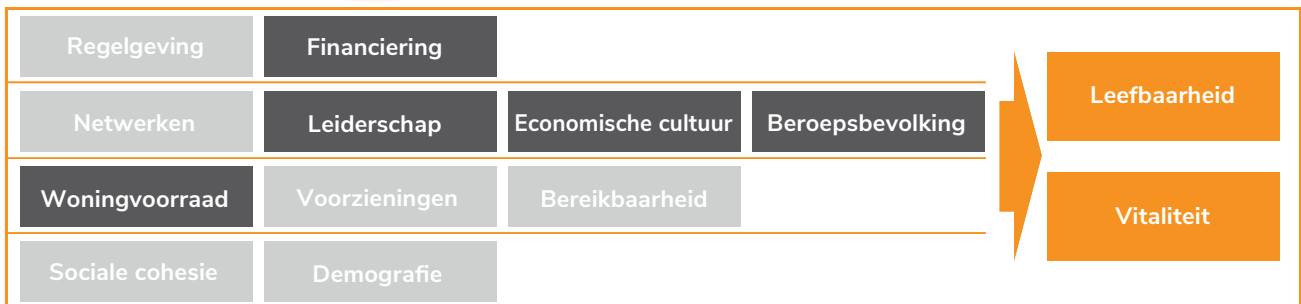 Regelgeving
Financiering
Netwerken
Leiderschap
Economische cultuur
Beroepsbevolking
Woningvoorraad
Voorzieningen
Bereikbaarheid
Sociale cohesie
Demografie
Leefbaarheid
Vitaliteit